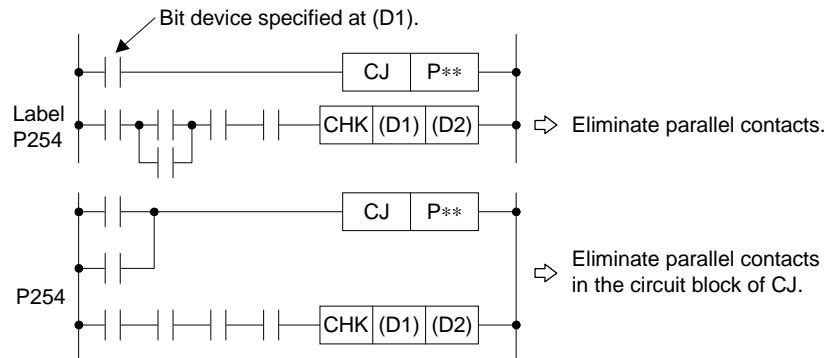 Bit device specified at (D1).
CJ P**
Label
P254
CHK (D1) (D2)
Eliminate parallel contacts.
CJ P**
Eliminate parallel contacts
in the circuit block of CJ.
P254
CHK (D1) (D2)